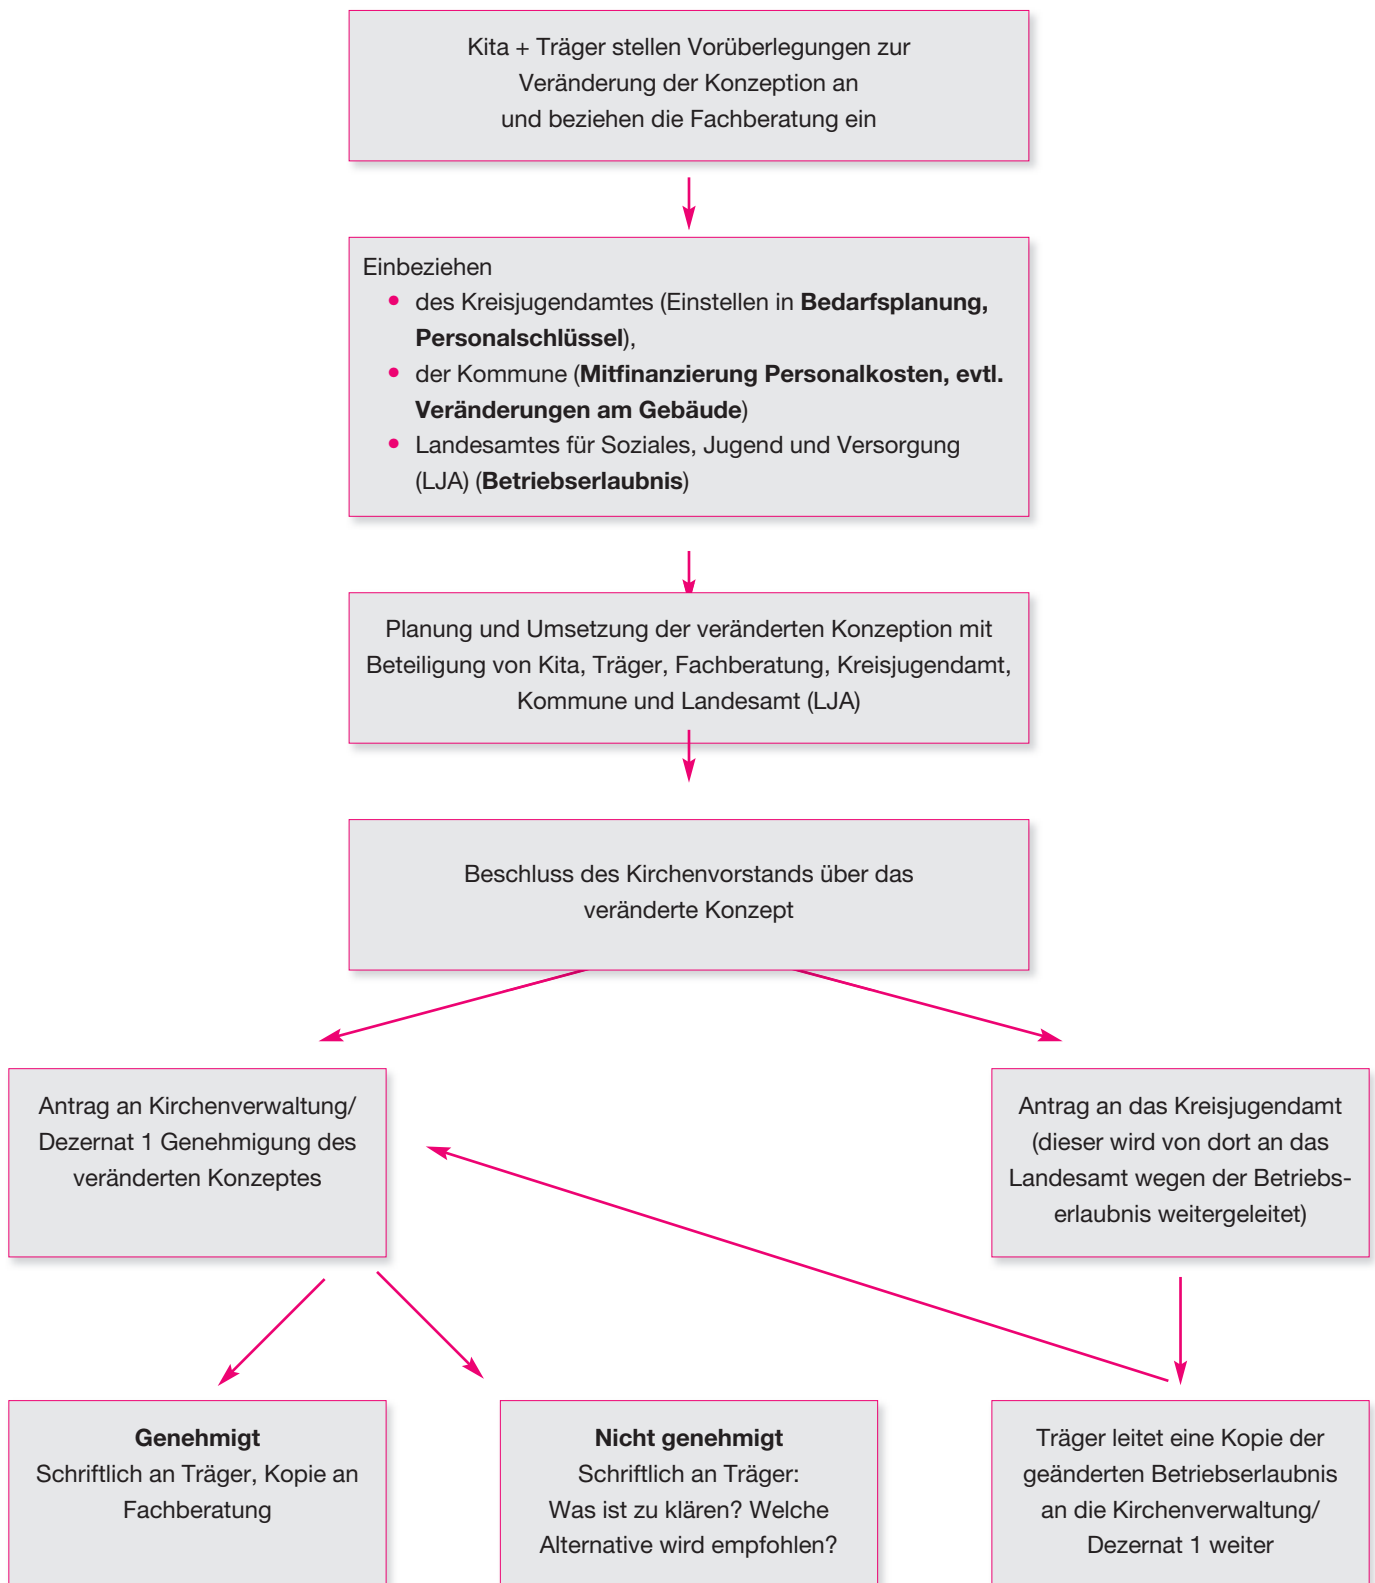 Kita + Träger stellen Vorüberlegungen zur
Veränderung der Konzeption an
und beziehen die Fachberatung ein
Einbeziehen
• des Kreisjugendamtes (Einstellen in Bedarfsplanung,
Personalschlüssel),
• der Kommune (Mitfinanzierung Personalkosten, evtl.
Veränderungen am Gebäude)
• Landesamtes für Soziales, Jugend und Versorgung
(LJA) (Betriebserlaubnis)
Planung und Umsetzung der veränderten Konzeption mit
Beteiligung von Kita, Träger, Fachberatung, Kreisjugendamt,
Kommune und Landesamt (LJA)
Beschluss des Kirchenvorstands über das
veränderte Konzept
Antrag an Kirchenverwaltung/
Dezernat 1 Genehmigung des
veränderten Konzeptes
Antrag an das Kreisjugendamt
(dieser wird von dort an das
Landesamt wegen der Betriebs-
erlaubnis weitergeleitet)
Genehmigt
Schriftlich an Träger, Kopie an
Fachberatung
Nicht genehmigt
Schriftlich an Träger:
Was ist zu klären? Welche
Alternative wird empfohlen?
Träger leitet eine Kopie der
geänderten Betriebserlaubnis
an die Kirchenverwaltung/
Dezernat 1 weiter